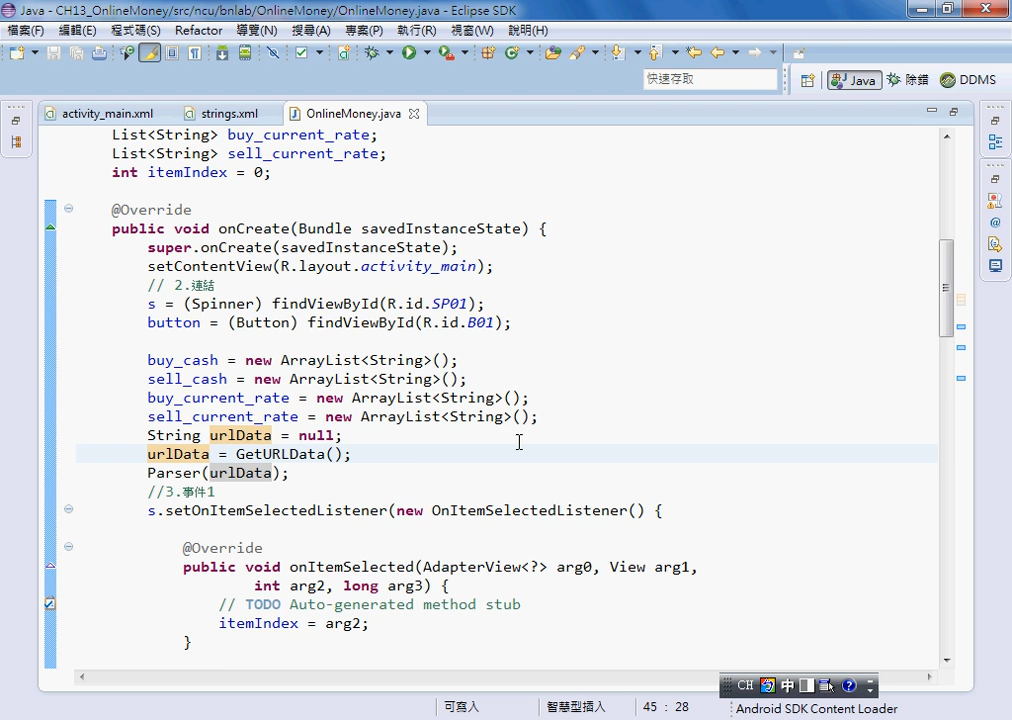 Java - CH13_OnlineMoney/src/ncu/bnlab/OnlineMoney/OnlineMoney.java - Eclipse SDK
檔案(F) 編輯(E) 程式碼(S) Refactor 導覽(N) 搜尋(A) 專案(P) 執行(R) 視窗(W) 說明(H)
快速存取
Java 除錯 DDMS
activity_main.xml strings.xml OnlineMoney.java
List<String> buy_current_rate;
List<String> sell_current_rate;
int itemIndex = 0;
@Override
public void onCreate(Bundle savedInstanceState) {
super.onCreate(savedInstanceState);
setContentView(R.layout.activity_main);
// 2.連結
s = (Spinner) findViewById(R.id.SP01);
button = (Button) findViewById(R.id.B01);
buy_cash = new ArrayList<String>();
sell_cash = new ArrayList<String>();
buy_current_rate = new ArrayList<String>();
sell_current_rate = new ArrayList<String>();
String urlData = null;
urlData = GetURLData();
Parser(urlData);
//3.事件1
s.setOnItemSelectedListener(new OnItemSelectedListener() {
@Override
public void onItemSelected(AdapterView<?> arg0, View arg1,
int arg2, long arg3) {
// TODO Auto-generated method stub
itemIndex = arg2;
}
CH 中
可寫入 智慧型插入 45 : 28 Android SDK Content Loader